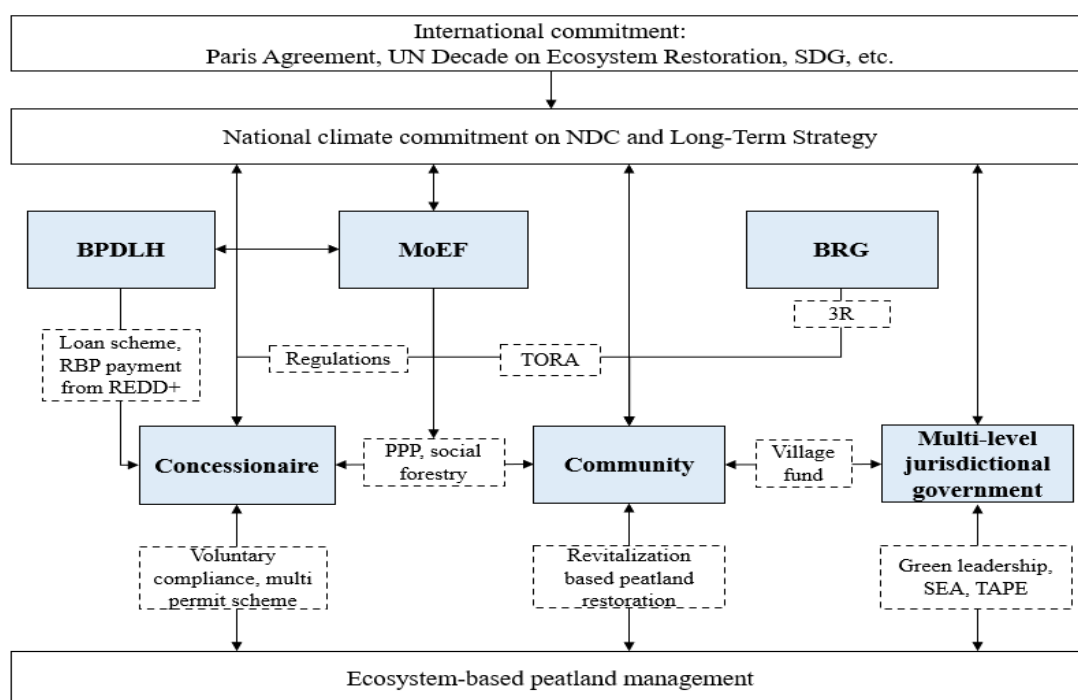 International commitment:
Paris Agreement, UN Decade on Ecosystem Restoration, SDG, etc.
National climate commitment on NDC and Long-Term Strategy
BPDLH
MoEF
BRG
3R
Loan scheme,
RBP payment
from REDD+
Regulations
TORA
Concessionaire
PPP, social
forestry
Community
Village
fund
Multi-level
jurisdictional
government
Voluntary
compliance, multi
permit scheme
Revitalization
based peatland
restoration
Green leadership,
SEA, TAPE
Ecosystem-based peatland management